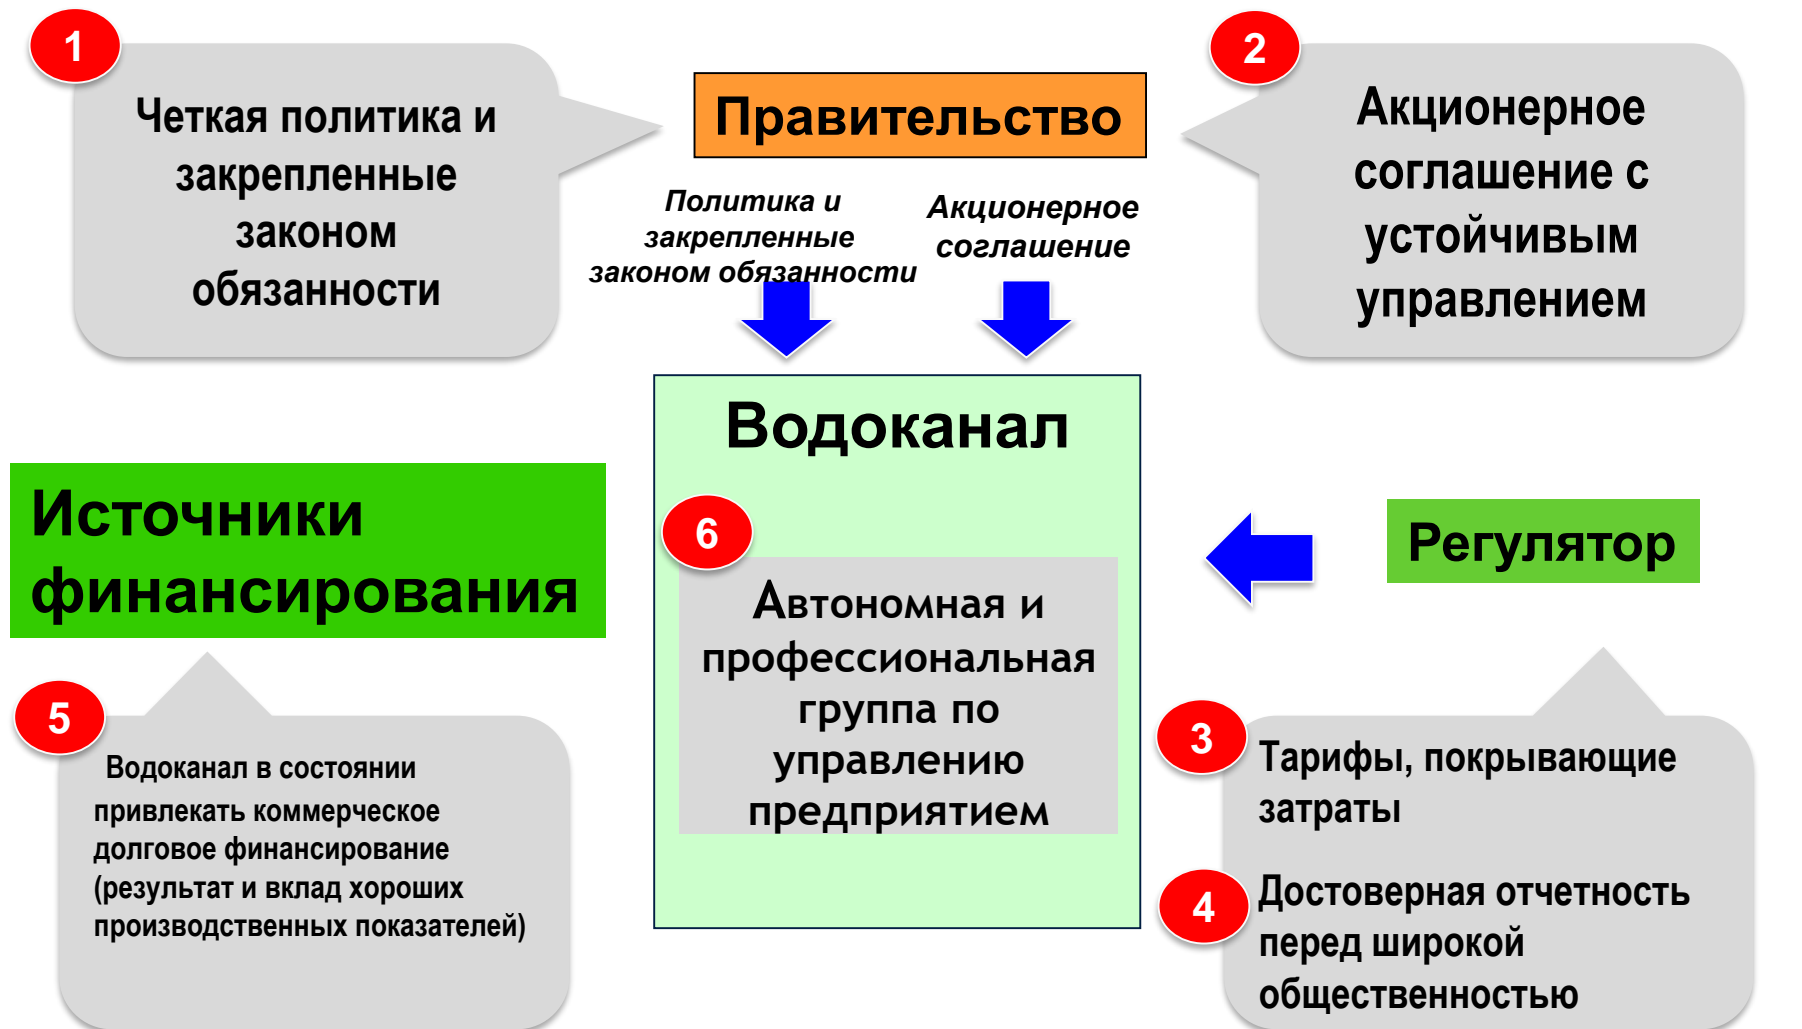 1
Четкая политика и
закрепленные
законом
обязанности
Правительство
2
Акционерное
соглашение с
устойчивым
управлением
Политика и
закрепленные
законом обязанности
Акционерное
соглашение
Водоканал
Источники
финансирования
6
Автономная и
профессиональная
группа по
управлению
предприятием
Регулятор
5
Водоканал в состоянии
привлекать коммерческое
долговое финансирование
(результат и вклад хороших
производственных показателей)
3
Тарифы, покрывающие
затраты
4
Достоверная отчетность
перед широкой
общественностью